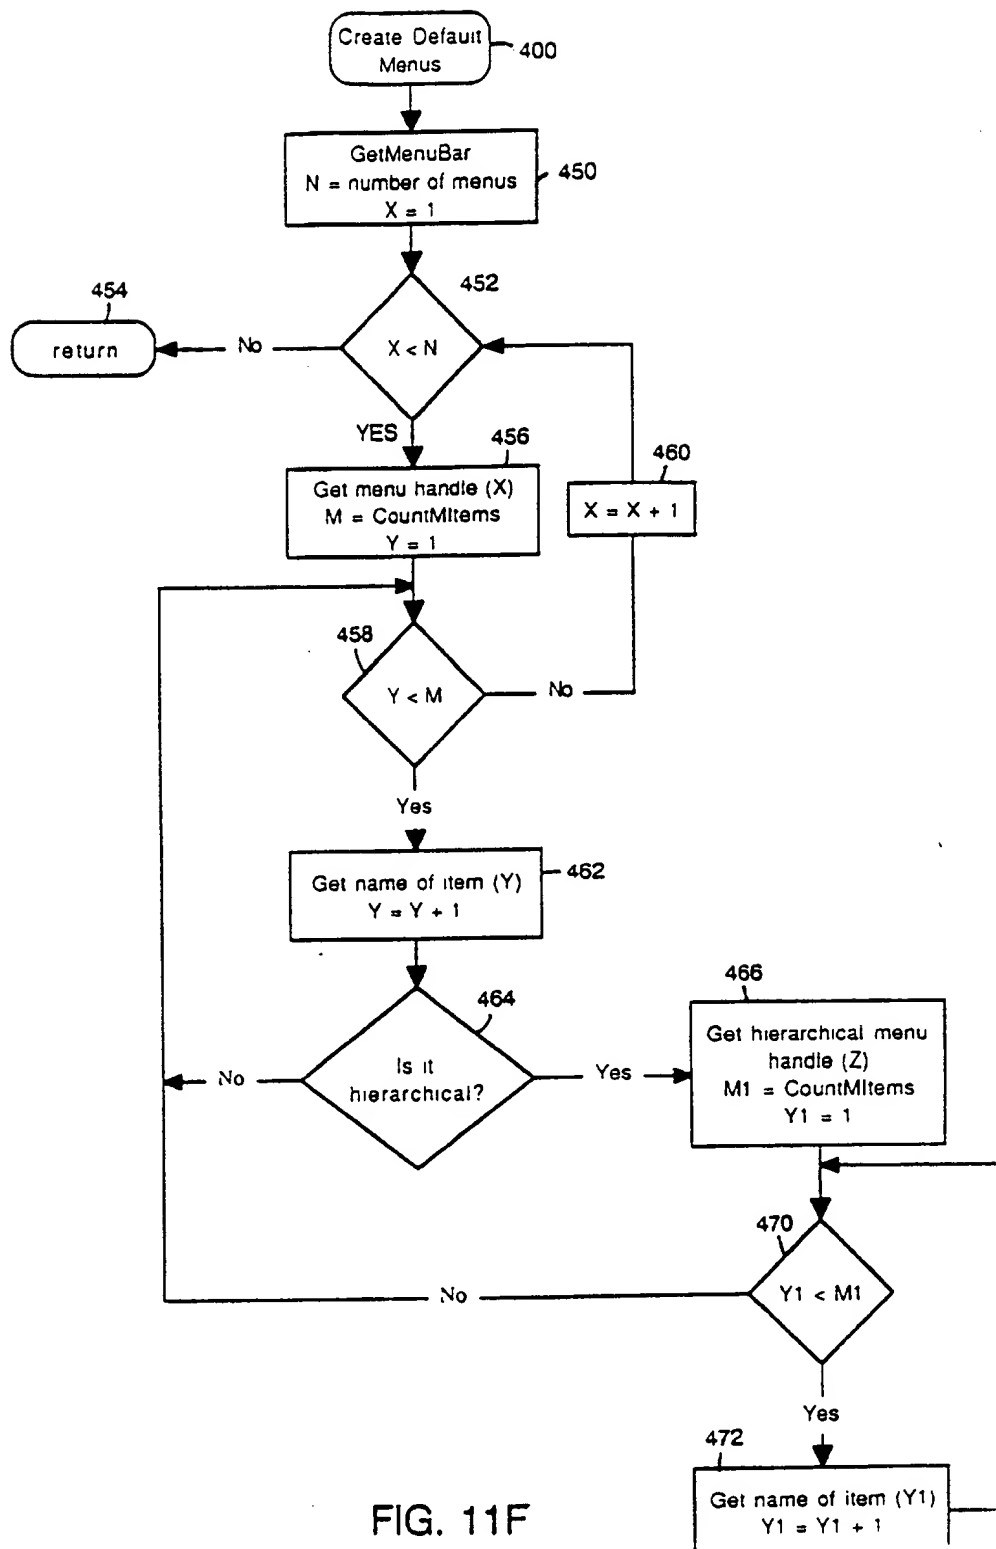 Create Default
Menus
400
GetMenuBar
N = number of menus
X = 1
450
452
454
return
No
X < N
YES
456
460
Get menu handle (X)
M = CountMItems
Y = 1
X = X + 1
458
Y < M
No
Yes
Get name of item (Y)
Y = Y + 1
462
464
466
Is it
hierarchical?
No
Yes
Get hierarchical menu
handle (Z)
M1 = CountMItems
Y1 = 1
470
Y1 < M1
No
Yes
472
Get name of item (Y1)
Y1 = Y1 + 1
FIG. 11F